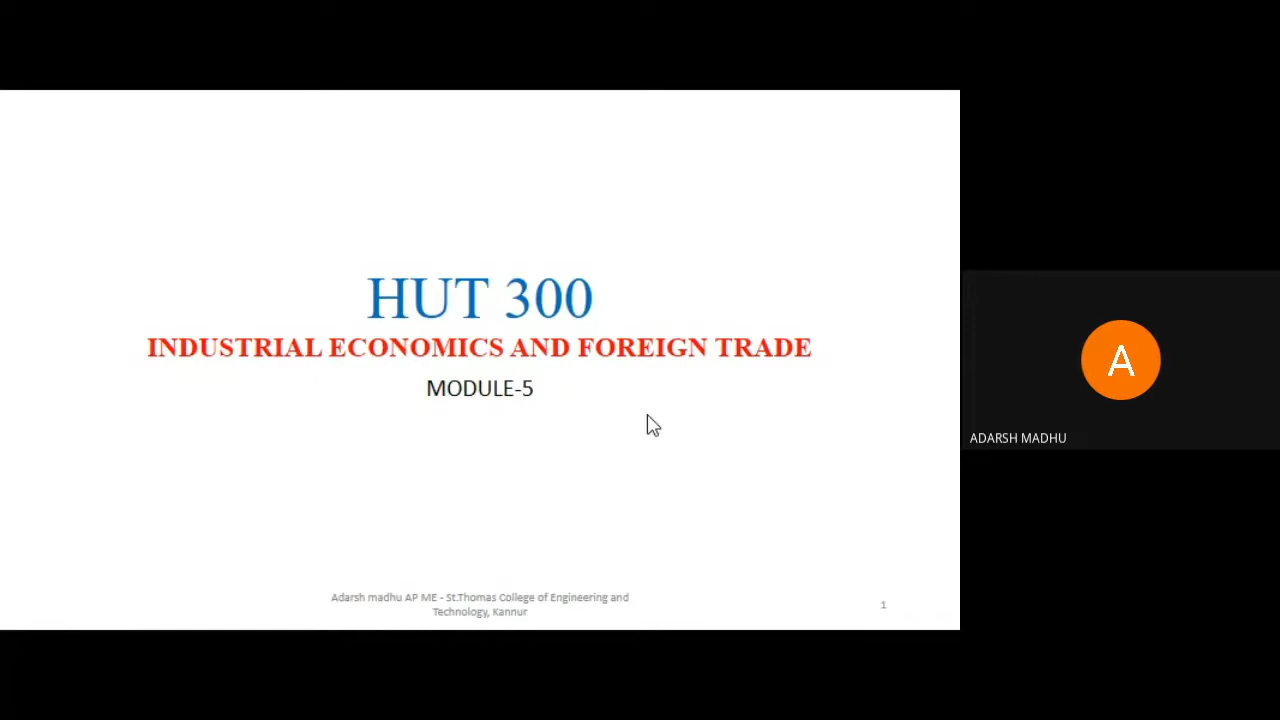 HUT 300
INDUSTRIAL ECONOMICS AND FOREIGN TRADE
MODULE-5
A
ADARSH MADHU
Adarsh madhu AP ME - St.Thomas College of Engineering and
Technology, Kannur
1